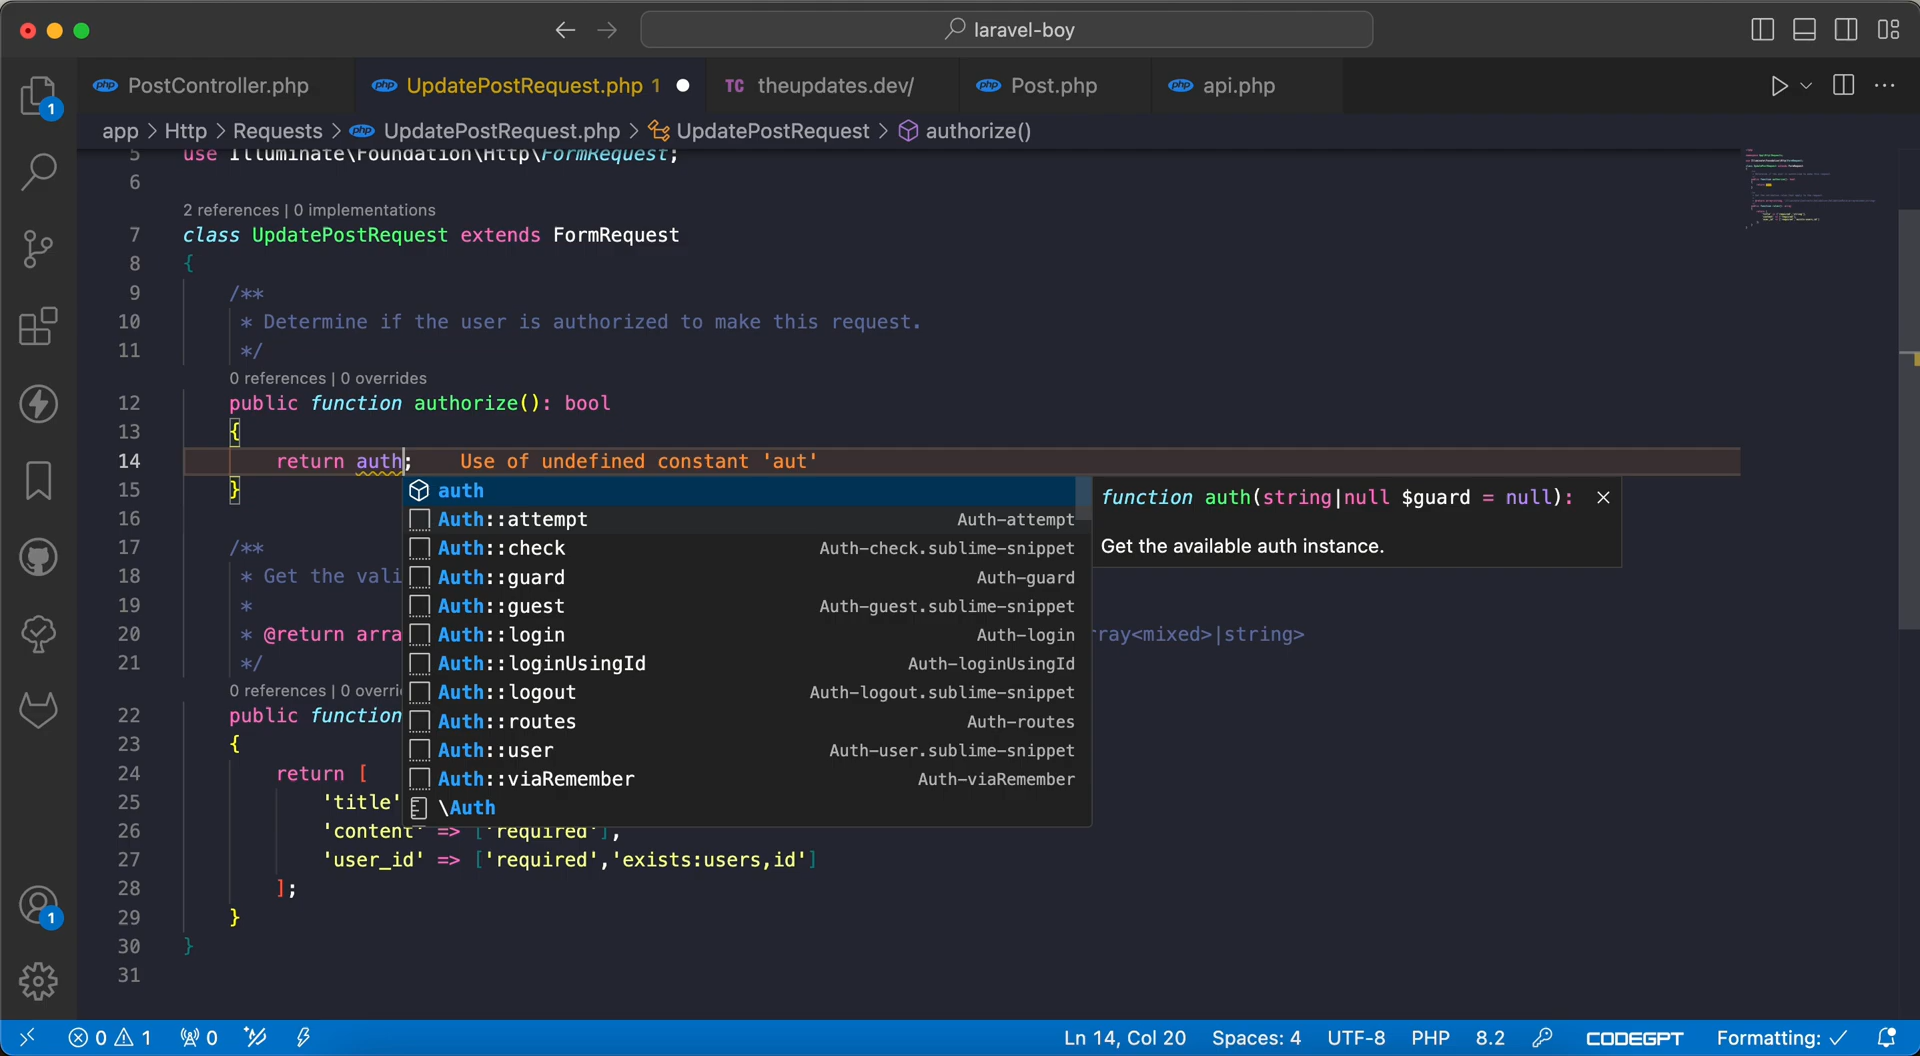 laravel-boy
PostController.php
UpdatePostRequest.php 1
TC theupdates.dev/
Post.php
api.php
app > Http > Requests > UpdatePostRequest.php > UpdatePostRequest > authorize()
5 use Illuminate\Foundation\Http\FormRequest;
6
2 references | 0 implementations
7 class UpdatePostRequest extends FormRequest
8 {
9 /**
10 * Determine if the user is authorized to make this request.
11 */
0 references | 0 overrides
12 public function authorize(): bool
13 {
14 return auth; Use of undefined constant 'aut'
15 }
auth
function auth(string|null $guard = null):
Get the available auth instance.
Auth::attempt Auth-attempt
Auth::check Auth-check.sublime-snippet
Auth::guard Auth-guard
Auth::guest Auth-guest.sublime-snippet
Auth::login Auth-login
Auth::loginUsingId Auth-loginUsingId
Auth::logout Auth-logout.sublime-snippet
Auth::routes Auth-routes
Auth::user Auth-user.sublime-snippet
Auth::viaRemember Auth-viaRemember
\Auth
16
17 /**
18 * Get the vali
19 *
20 * @return arra ray<mixed>|string>
21 */
0 references | 0 overri
22 public function
23 {
24 return [
25 'title'
26 'content' => ['required'],
27 'user_id' => ['required','exists:users,id']
28 ];
29 }
30 }
31
1
1
0 1 0 Ln 14, Col 20 Spaces: 4 UTF-8 PHP 8.2 CODEGPT Formatting: ✓